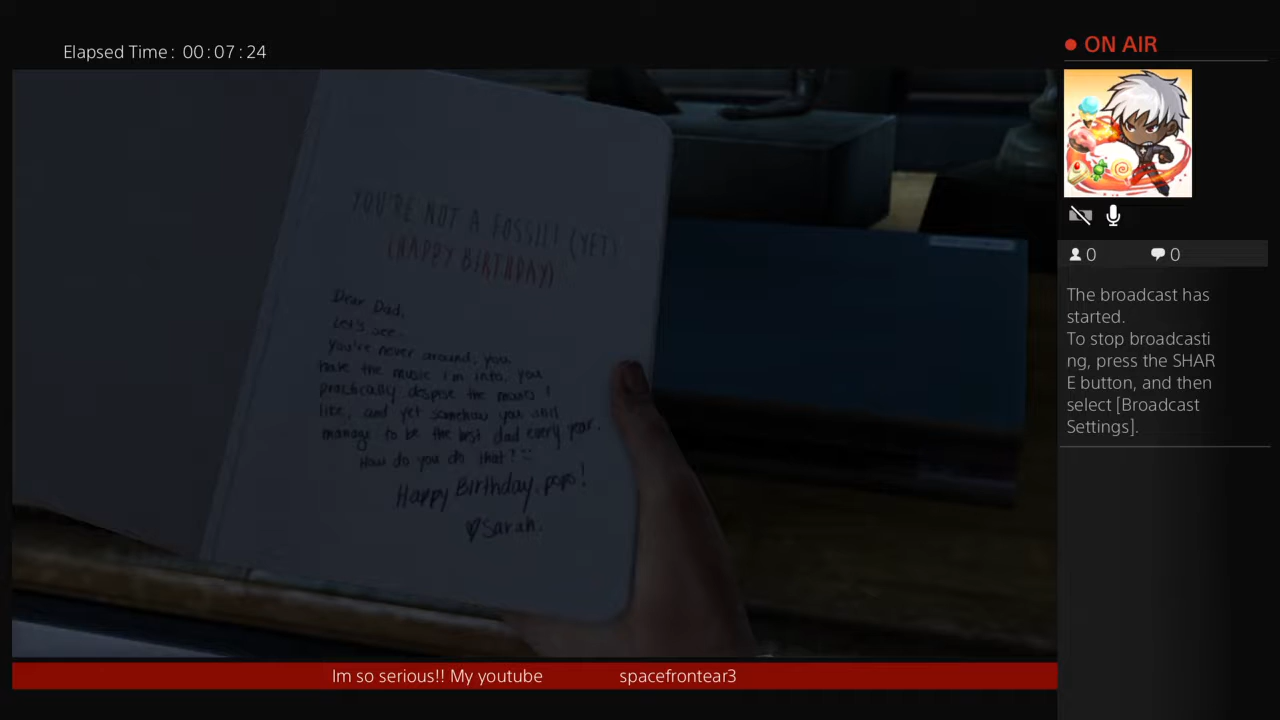 Elapsed Time: 00:07:24
ON AIR
YOU'RE NOT A FOSSIL! (YET)
(HAPPY BIRTHDAY)
Dear Dad,
Let's see...
You're never around, you
hate the music i'm into, you
practically despise the movies i
like, and yet somehow you still
manage to be the best dad every year.
How do you do that? :)
Happy Birthday, pops!
♥Sarah.
0 0
The broadcast has
started.
To stop broadcasti
ng, press the SHAR
E button, and then
select [Broadcast
Settings].
Im so serious!! My youtube spacefrontear3